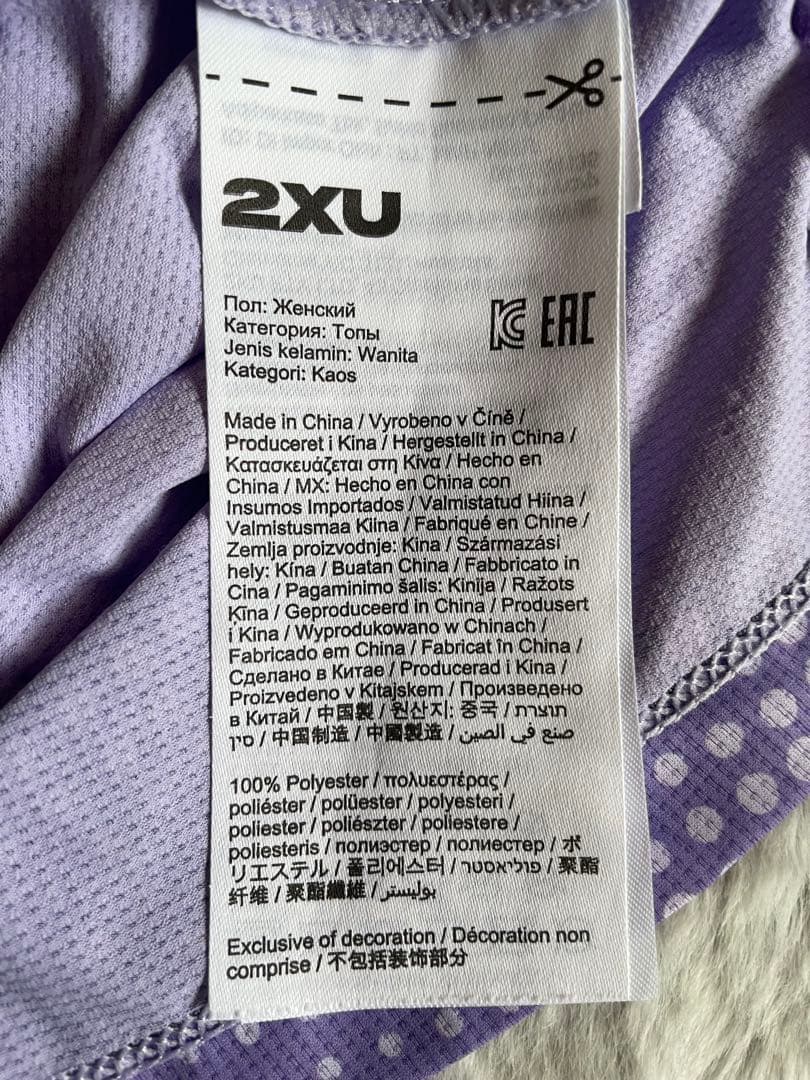 2XU
Пол: Женский
Категория: Топы
Jenis kelamin: Wanita
Kategori: Kaos
EAC
Made in China / Vyrobeno v Číně /
Produceret i Kina / Hergestellt in China /
Κατασκευάζεται στη Κίνα / Hecho en
China / MX: Hecho en China con
Insumos Importados / Valmistatud Hiina /
Valmistusmaa Kiina / Fabriqué en Chine /
Zemlja proizvodnje: Kina / Származási
hely: Kína / Buatan China / Fabbricato in
Cina / Pagaminimo šalis: Kinija / Ražots
Ķīna / Geproduceerd in China / Produsert
i Kina / Wyprodukowano w Chinach /
Fabricado em China / Fabricat în China /
Сделано в Китае / Producerad i Kina /
Proizvedeno v Kitajskem / Произведено
в Китай / 中国製 / 원산지: 중국 / תוצרת
סין / 中国制造 / 中國製造 / صنع في الصين
100% Polyester / πολυεστέρας /
poliéster / polüester / polyesteri /
poliester / poliészter / poliestere /
poliesteris / полиэстер / полиестер / ポ
リエステル / 폴리에스터 / פוליאסטר / 聚酯
纤维 / 聚酯纖維 / بوليستر
Exclusive of decoration / Décoration non
comprise / 不包括装饰部分